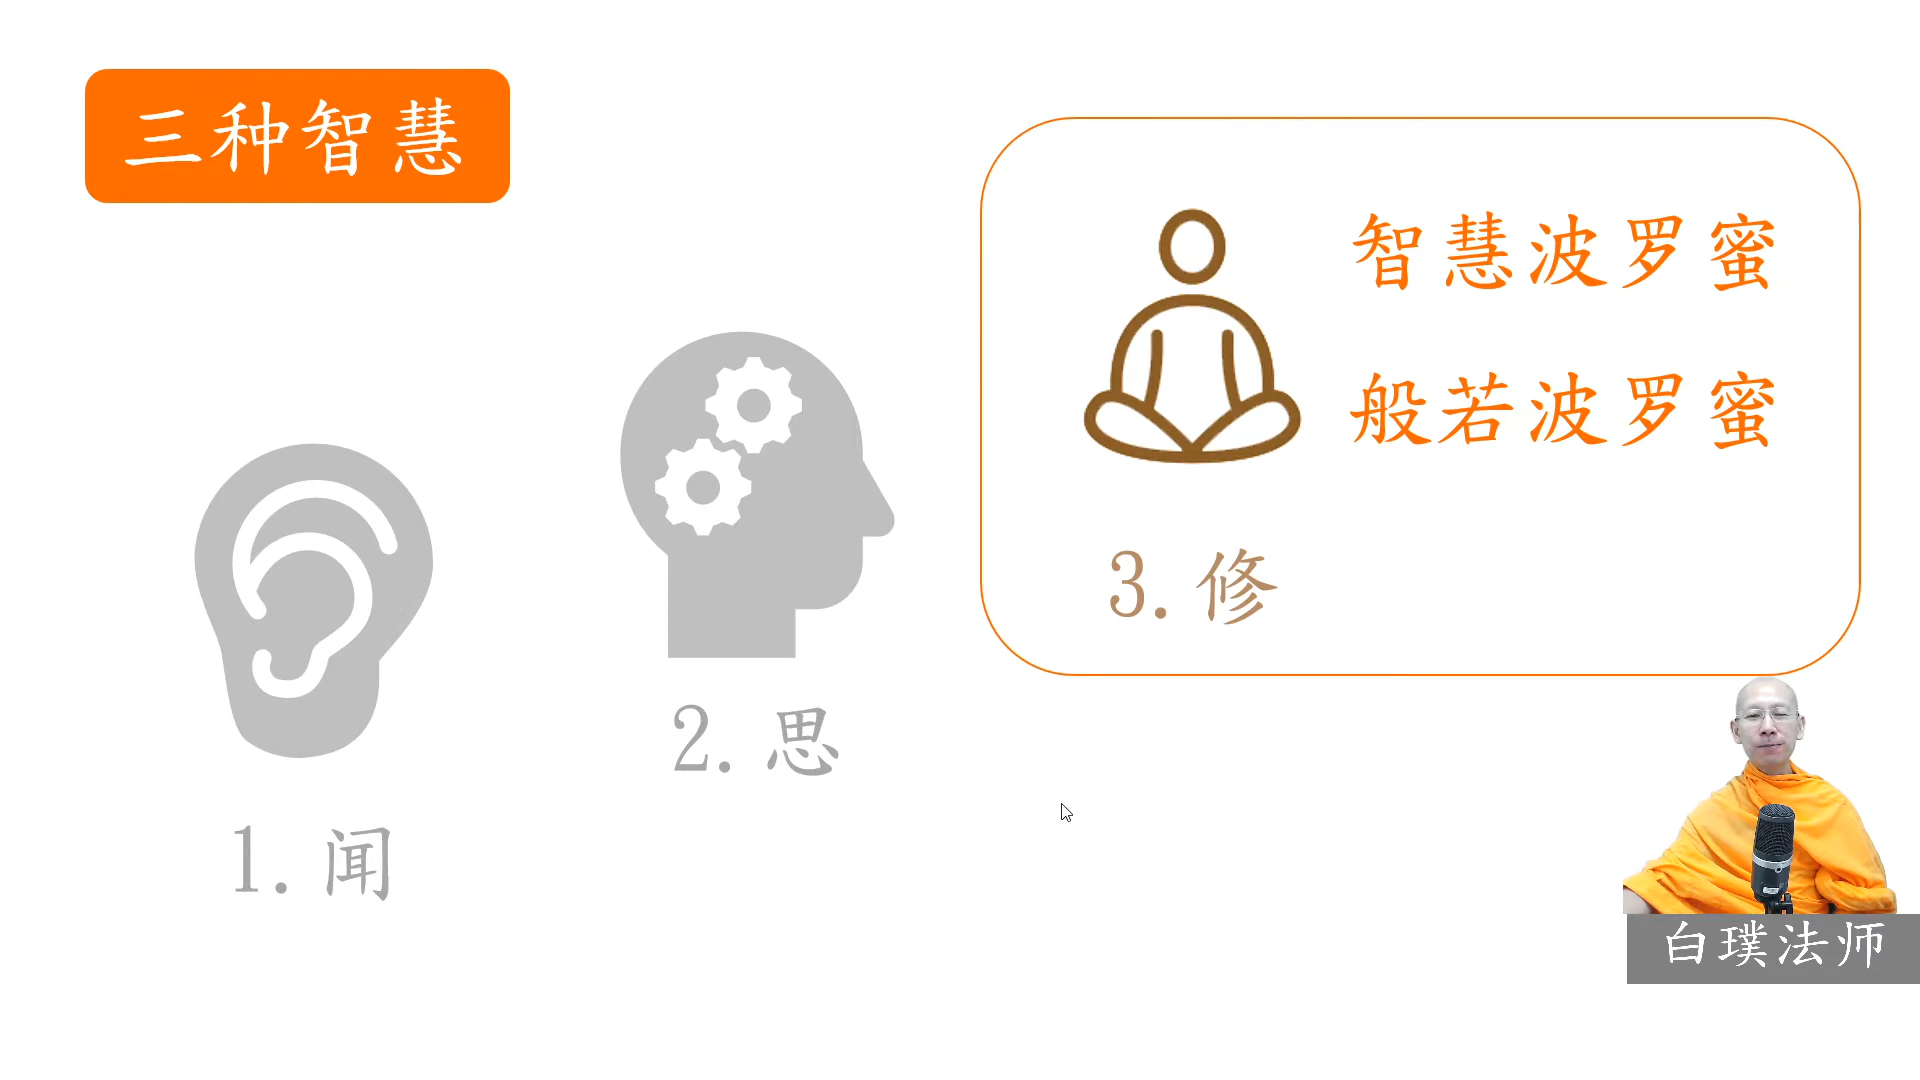 三种智慧
智慧波罗蜜
般若波罗蜜
3.修
2.思
1.闻
白璞法师